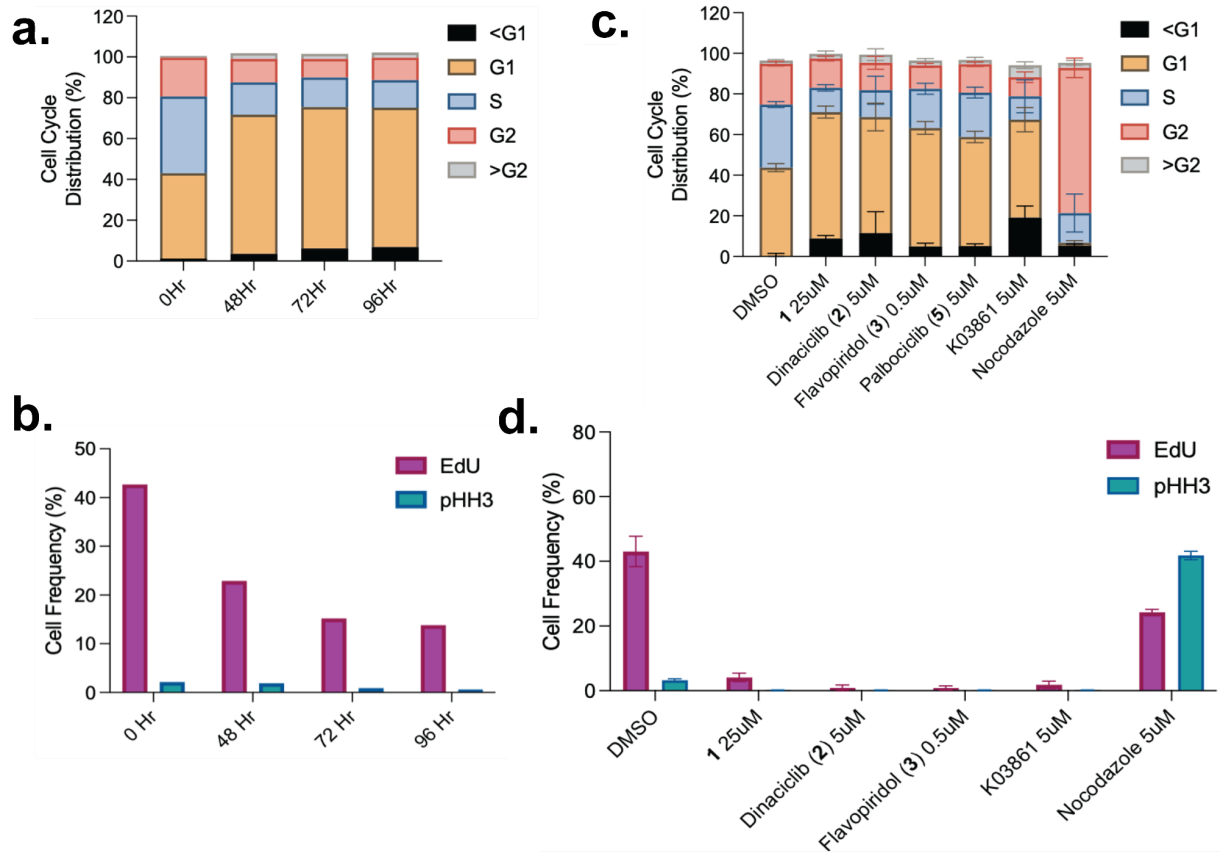 a.
Cell Cycle
Distribution (%)
120
100
80
60
40
20
0
0Hr
48Hr
72Hr
96Hr
<G1
G1
S
G2
>G2
c.
Cell Cycle
Distribution (%)
120
100
80
60
40
20
0
DMSO
1 25uM
Dinaciclib (2) 5uM
Flavopiridol (3) 0.5uM
Palbociclib (5) 5uM
K03861 5uM
Nocodazole 5uM
<G1
G1
S
G2
>G2
b.
Cell Frequency (%)
50
40
30
20
10
0
0 Hr
48 Hr
72 Hr
96 Hr
EdU
pHH3
d.
Cell Frequency (%)
80
60
40
20
0
DMSO
1 25uM
Dinaciclib (2) 5uM
Flavopiridol (3) 0.5uM
K03861 5uM
Nocodazole 5uM
EdU
pHH3